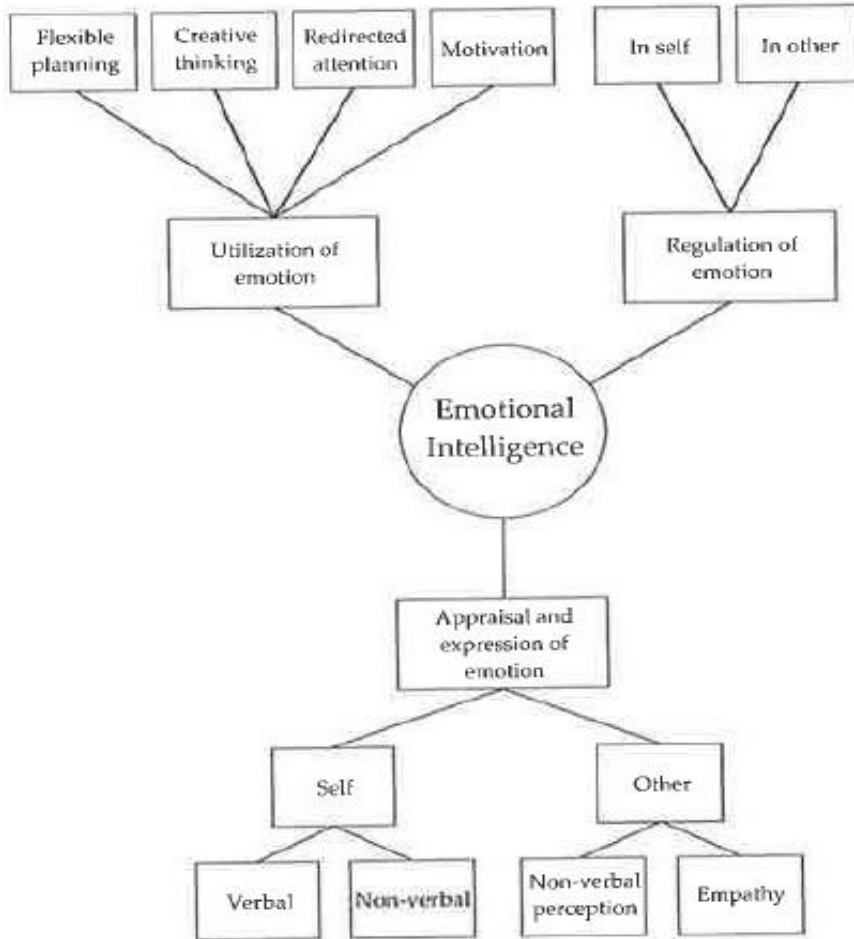 Flexible
planning
Creative
thinking
Redirected
attention
Motivation
In self
In other
Utilization of
emotion
Regulation of
emotion
Emotional
Intelligence
Appraisal and
expression of
emotion
Self
Other
Verbal
Non-verbal
Non-verbal
perception
Empathy